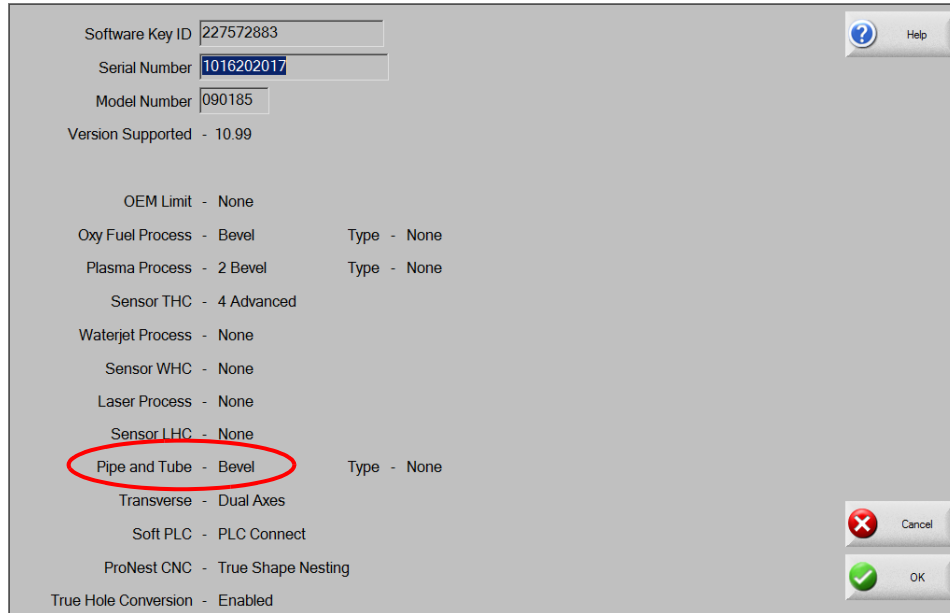 Software Key ID 227572883
Help
Serial Number 1016202017
Model Number 090185
Version Supported - 10.99
OEM Limit - None
Oxy Fuel Process - Bevel Type - None
Plasma Process - 2 Bevel Type - None
Sensor THC - 4 Advanced
Waterjet Process - None
Sensor WHC - None
Laser Process - None
Sensor LHC - None
Pipe and Tube - Bevel Type - None
Transverse - Dual Axes
Soft PLC - PLC Connect
Cancel
ProNest CNC - True Shape Nesting
OK
True Hole Conversion - Enabled